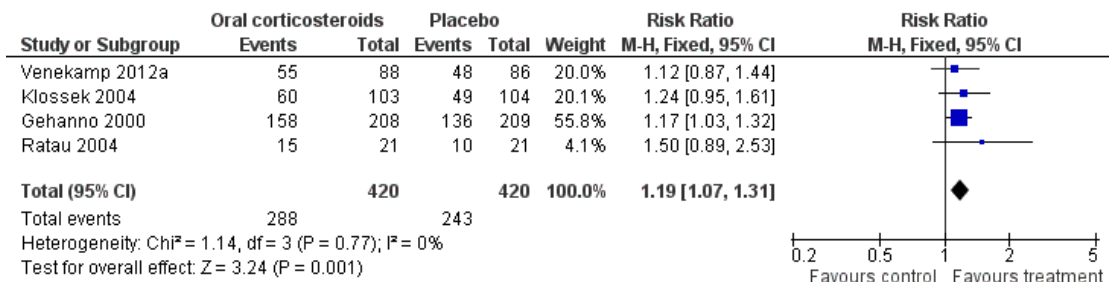 Oral corticosteroids Placebo Risk Ratio Risk Ratio
Study or Subgroup Events Total Events Total Weight M-H, Fixed, 95% CI M-H, Fixed, 95% CI
Venekamp 2012a 55 88 48 86 20.0% 1.12 [0.87, 1.44]
Klossek 2004 60 103 49 104 20.1% 1.24 [0.95, 1.61]
Gehanno 2000 158 208 136 209 55.8% 1.17 [1.03, 1.32]
Ratau 2004 15 21 10 21 4.1% 1.50 [0.89, 2.53]
Total (95% CI) 420 420 100.0% 1.19 [1.07, 1.31]
Total events 288 243
Heterogeneity: Chi² = 1.14, df = 3 (P = 0.77); I² = 0%
Test for overall effect: Z = 3.24 (P = 0.001)
0.2 0.5 1 2 5
Favours control Favours treatment